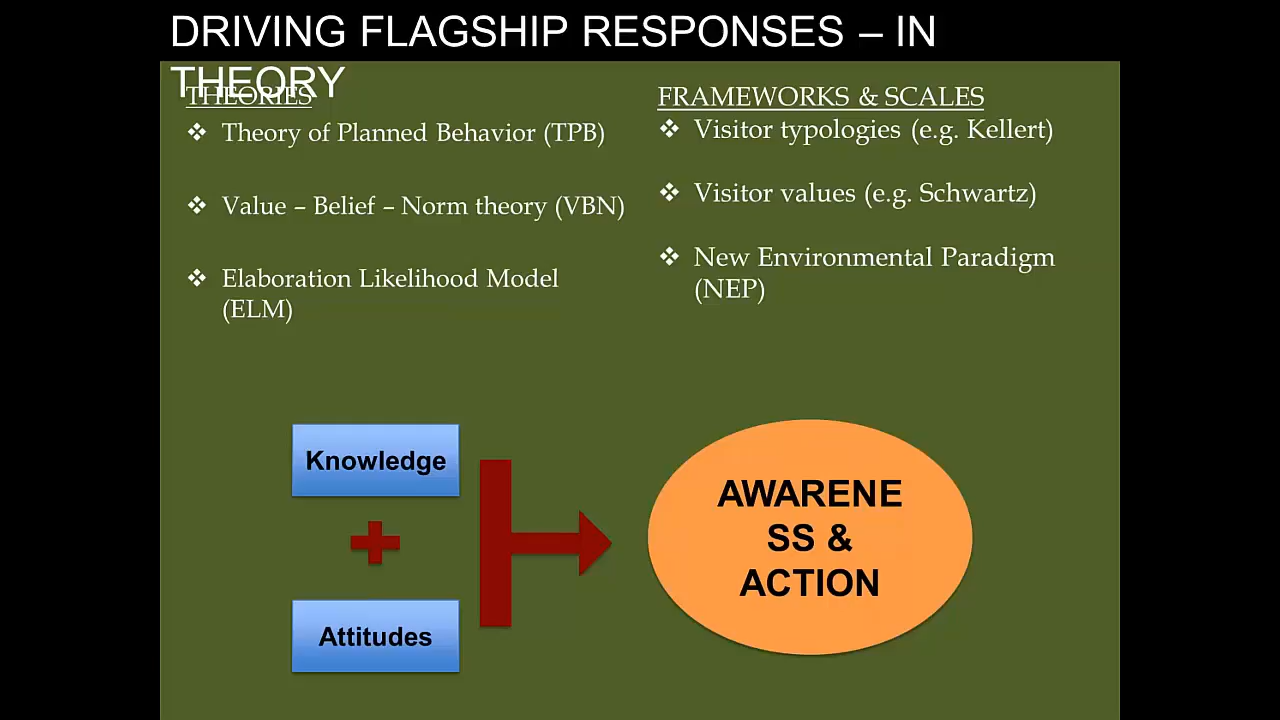 DRIVING FLAGSHIP RESPONSES – IN
THEORY
THEORIES
❖ Theory of Planned Behavior (TPB)
❖ Value – Belief – Norm theory (VBN)
❖ Elaboration Likelihood Model
(ELM)
FRAMEWORKS & SCALES
❖ Visitor typologies (e.g. Kellert)
❖ Visitor values (e.g. Schwartz)
❖ New Environmental Paradigm
(NEP)
Knowledge
Attitudes
AWARENE
SS &
ACTION